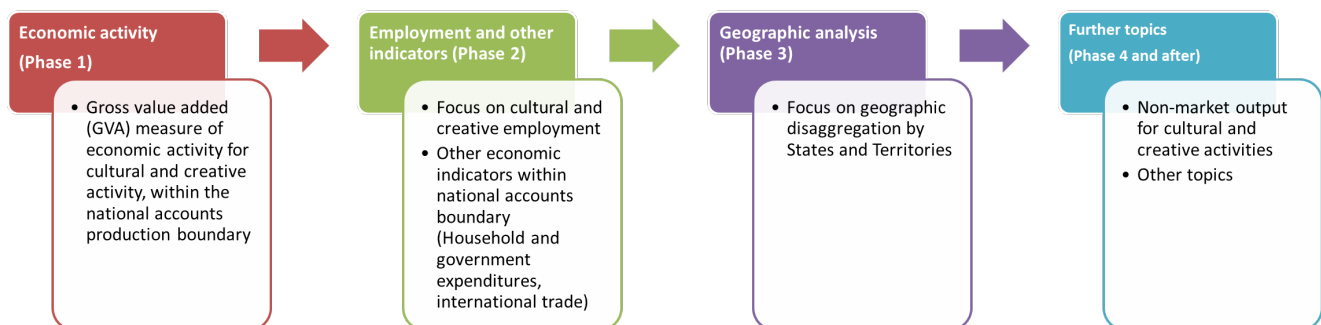 Economic activity
(Phase 1)
• Gross value added
(GVA) measure of
economic activity for
cultural and creative
activity, within the
national accounts
production boundary
Employment and other
indicators (Phase 2)
• Focus on cultural and
creative employment
• Other economic
indicators within
national accounts
boundary
(Household and
government
expenditures,
international trade)
Geographic analysis
(Phase 3)
• Focus on geographic
disaggregation by
States and Territories
Further topics
(Phase 4 and after)
• Non-market output
for cultural and
creative activities
• Other topics